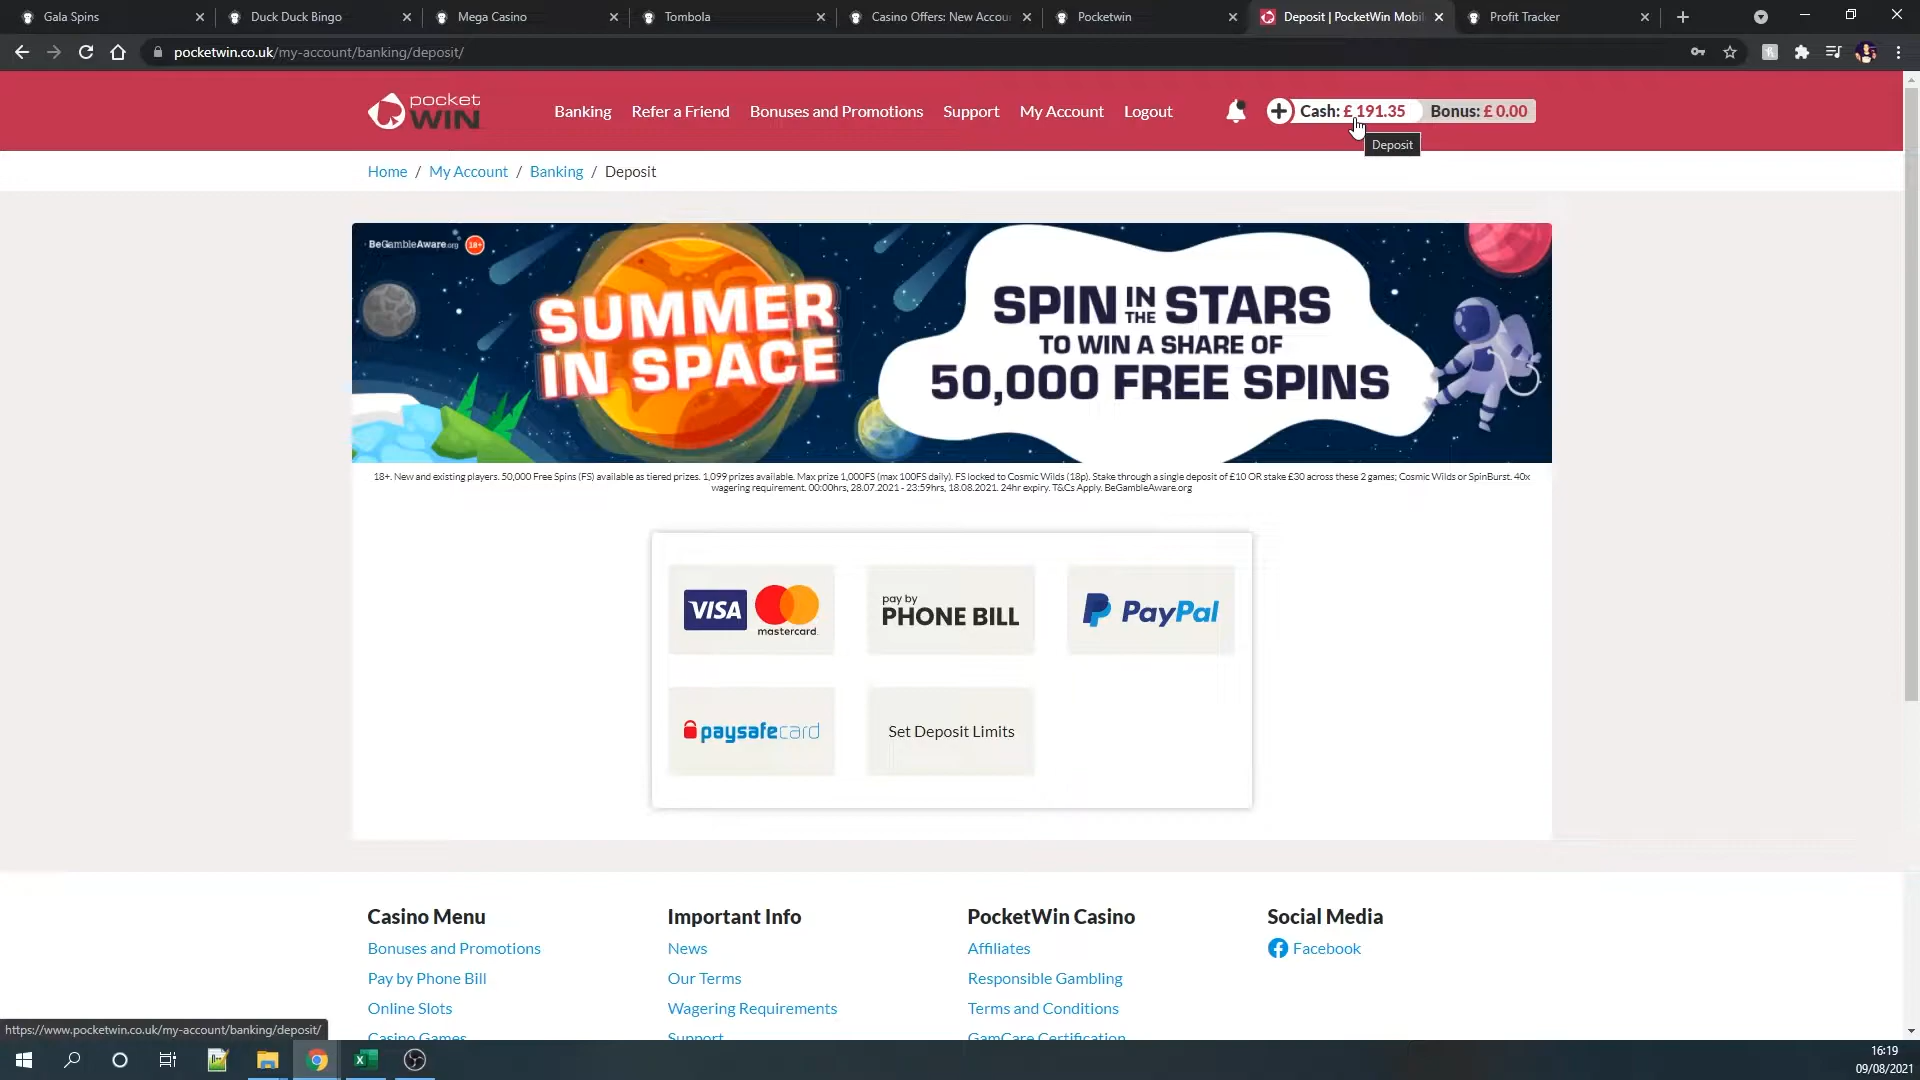 Gala Spins
Duck Duck Bingo
Mega Casino
Tombola
Casino Offers: New Accou
Pocketwin
Deposit | PocketWin Mobil
Profit Tracker
pocketwin.co.uk/my-account/banking/deposit/
pocket
WIN
Banking
Refer a Friend
Bonuses and Promotions
Support
My Account
Logout
Cash: £ 191.35
Bonus: £ 0.00
Deposit
Home / My Account / Banking / Deposit
BeGambleAware.org 18+
SUMMER
IN SPACE
SPIN IN THE STARS
TO WIN A SHARE OF
50,000 FREE SPINS
18+. New and existing players. 50,000 Free Spins (FS) available as tiered prizes. 1,099 prizes available. Max prize 1,000FS (max 100FS daily). FS locked to Cosmic Wilds (18p). Stake through a single deposit of £10 OR stake £30 across these 2 games; Cosmic Wilds or SpinBurst. 40x
wagering requirement. 00:00hrs, 28.07.2021 - 23:59hrs, 18.08.2021. 24hr expiry. T&Cs Apply. BeGambleAware.org
VISA
mastercard.
pay by
PHONE BILL
PayPal
paysafecard
Set Deposit Limits
Casino Menu
Important Info
PocketWin Casino
Social Media
Bonuses and Promotions
News
Affiliates
Facebook
Pay by Phone Bill
Our Terms
Responsible Gambling
Online Slots
Wagering Requirements
Terms and Conditions
https://www.pocketwin.co.uk/my-account/banking/deposit/
Casino Games
Support
GamCare Certification
16:19
09/08/2021